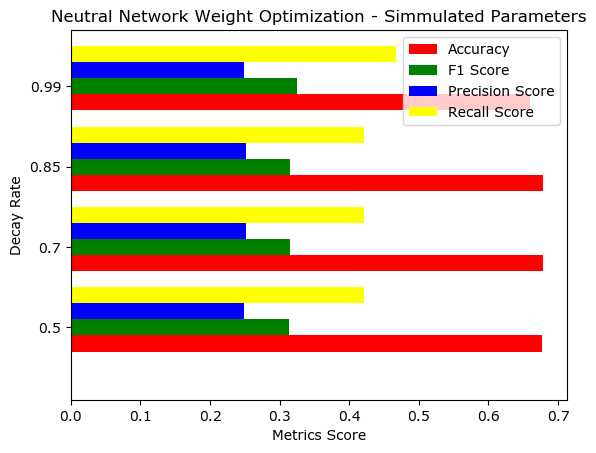 Neutral Network Weight Optimization - Simmulated Parameters
Accuracy
F1 Score
Precision Score
Recall Score
0.99
0.85
0.7
0.5
Decay Rate
0.0 0.1 0.2 0.3 0.4 0.5 0.6 0.7
Metrics Score